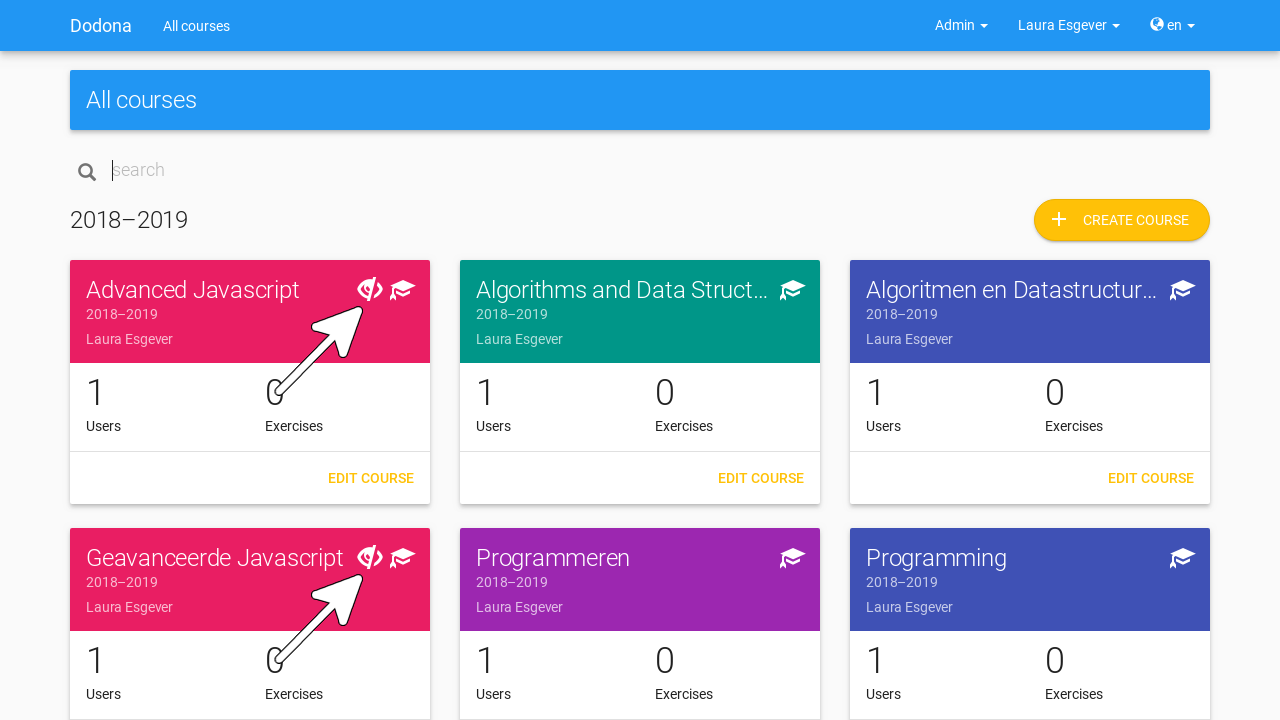 Dodona All courses Admin Laura Esgever en
All courses
search
2018–2019 CREATE COURSE
Advanced Javascript
2018–2019
Laura Esgever
1 0
Users Exercises
EDIT COURSE
Algorithms and Data Struct...
2018–2019
Laura Esgever
1 0
Users Exercises
EDIT COURSE
Algoritmen en Datastructur...
2018–2019
Laura Esgever
1 0
Users Exercises
EDIT COURSE
Geavanceerde Javascript
2018–2019
Laura Esgever
1 0
Users Exercises
Programmeren
2018–2019
Laura Esgever
1 0
Users Exercises
Programming
2018–2019
Laura Esgever
1 0
Users Exercises